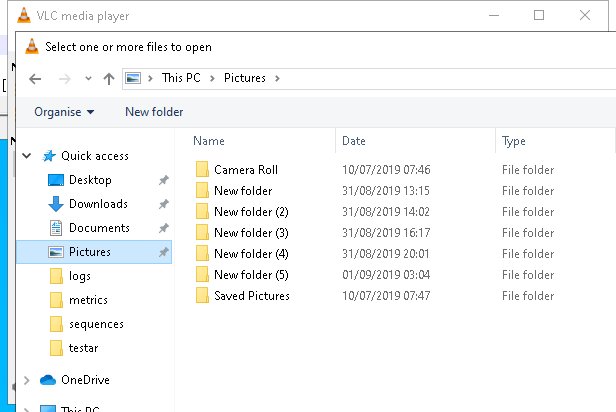 VLC media player
Select one or more files to open
This PC > Pictures >
Organise New folder
Name Date Type
Quick access
Desktop
Downloads
Documents
Pictures
logs
metrics
sequences
testar
OneDrive
This PC
Camera Roll 10/07/2019 07:46 File folder
New folder 31/08/2019 13:15 File folder
New folder (2) 31/08/2019 14:02 File folder
New folder (3) 31/08/2019 16:17 File folder
New folder (4) 31/08/2019 20:01 File folder
New folder (5) 01/09/2019 03:04 File folder
Saved Pictures 10/07/2019 07:47 File folder